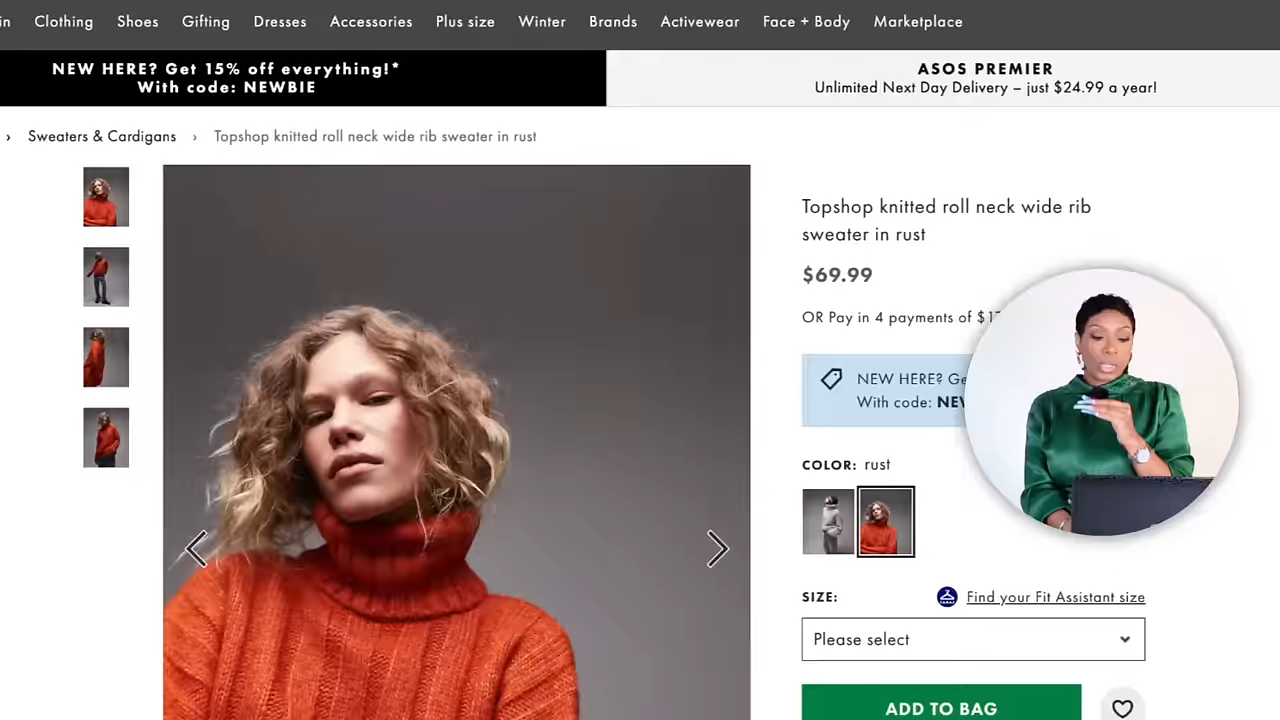 in Clothing Shoes Gifting Dresses Accessories Plus size Winter Brands Activewear Face + Body Marketplace
NEW HERE? Get 15% off everything!*
With code: NEWBIE
ASOS PREMIER
Unlimited Next Day Delivery – just $24.99 a year!
› Sweaters & Cardigans › Topshop knitted roll neck wide rib sweater in rust
Topshop knitted roll neck wide rib
sweater in rust
$69.99
OR Pay in 4 payments of
NEW HERE?
With code:
COLOR: rust
SIZE:
Find your Fit Assistant size
Please select
ADD TO BAG